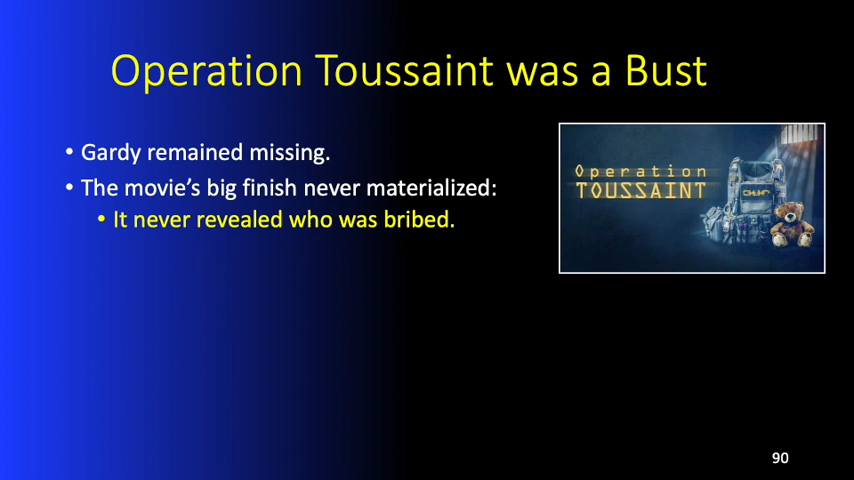 Operation Toussaint was a Bust
• Gardy remained missing.
• The movie’s big finish never materialized:
• It never revealed who was bribed.
Operation
TOUSSAINT
90